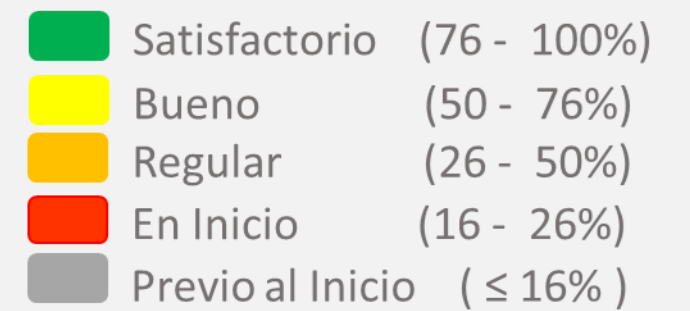 Satisfactorio (76 - 100%)
Bueno (50 - 76%)
Regular (26 - 50%)
En Inicio (16 - 26%)
Previo al Inicio ( ≤ 16% )